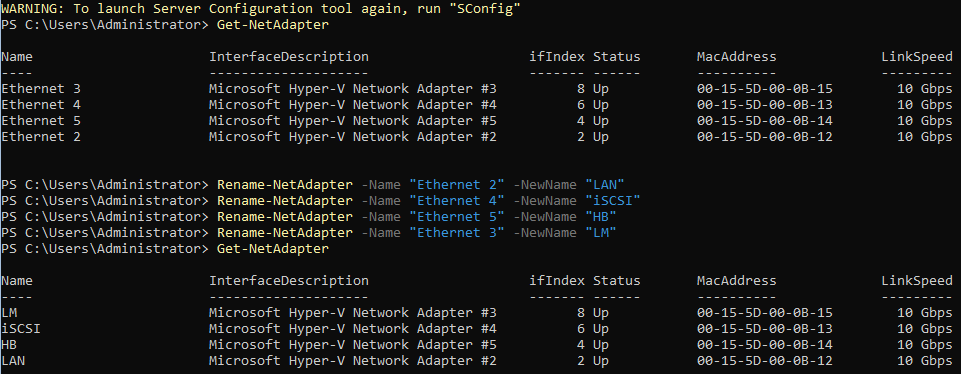 WARNING: To launch Server Configuration tool again, run "SConfig"
PS C:\Users\Administrator> Get-NetAdapter
Name InterfaceDescription ifIndex Status MacAddress LinkSpeed
---- -------------------- ------- ------ ---------- ---------
Ethernet 3 Microsoft Hyper-V Network Adapter #3 8 Up 00-15-5D-00-0B-15 10 Gbps
Ethernet 4 Microsoft Hyper-V Network Adapter #4 6 Up 00-15-5D-00-0B-13 10 Gbps
Ethernet 5 Microsoft Hyper-V Network Adapter #5 4 Up 00-15-5D-00-0B-14 10 Gbps
Ethernet 2 Microsoft Hyper-V Network Adapter #2 2 Up 00-15-5D-00-0B-12 10 Gbps
PS C:\Users\Administrator> Rename-NetAdapter -Name "Ethernet 2" -NewName "LAN"
PS C:\Users\Administrator> Rename-NetAdapter -Name "Ethernet 4" -NewName "iSCSI"
PS C:\Users\Administrator> Rename-NetAdapter -Name "Ethernet 5" -NewName "HB"
PS C:\Users\Administrator> Rename-NetAdapter -Name "Ethernet 3" -NewName "LM"
PS C:\Users\Administrator> Get-NetAdapter
Name InterfaceDescription ifIndex Status MacAddress LinkSpeed
---- -------------------- ------- ------ ---------- ---------
LM Microsoft Hyper-V Network Adapter #3 8 Up 00-15-5D-00-0B-15 10 Gbps
iSCSI Microsoft Hyper-V Network Adapter #4 6 Up 00-15-5D-00-0B-13 10 Gbps
HB Microsoft Hyper-V Network Adapter #5 4 Up 00-15-5D-00-0B-14 10 Gbps
LAN Microsoft Hyper-V Network Adapter #2 2 Up 00-15-5D-00-0B-12 10 Gbps